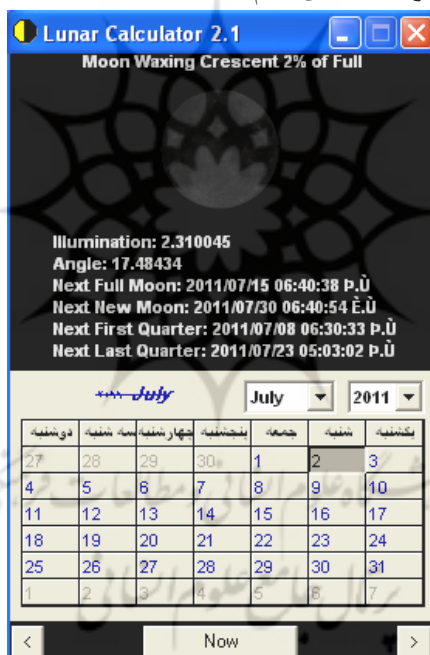 Lunar Calculator 2.1
Moon Waxing Crescent 2% of Full
Illumination: 2.310045
Angle: 17.48434
Next Full Moon: 2011/07/15 06:40:38 Þ.Ù
Next New Moon: 2011/07/30 06:40:54 È.Ù
Next First Quarter: 2011/07/08 06:30:33 Þ.Ù
Next Last Quarter: 2011/07/23 05:03:02 Þ.Ù
July July 2011
دوشنبه سه شنبه چهارشنبه پنجشنبه جمعه شنبه یکشنبه
27 28 29 30 1 2 3
4 5 6 7 8 9 10
11 12 13 14 15 16 17
18 19 20 21 22 23 24
25 26 27 28 29 30 31
1 2 3 4 5 6 7
< Now >